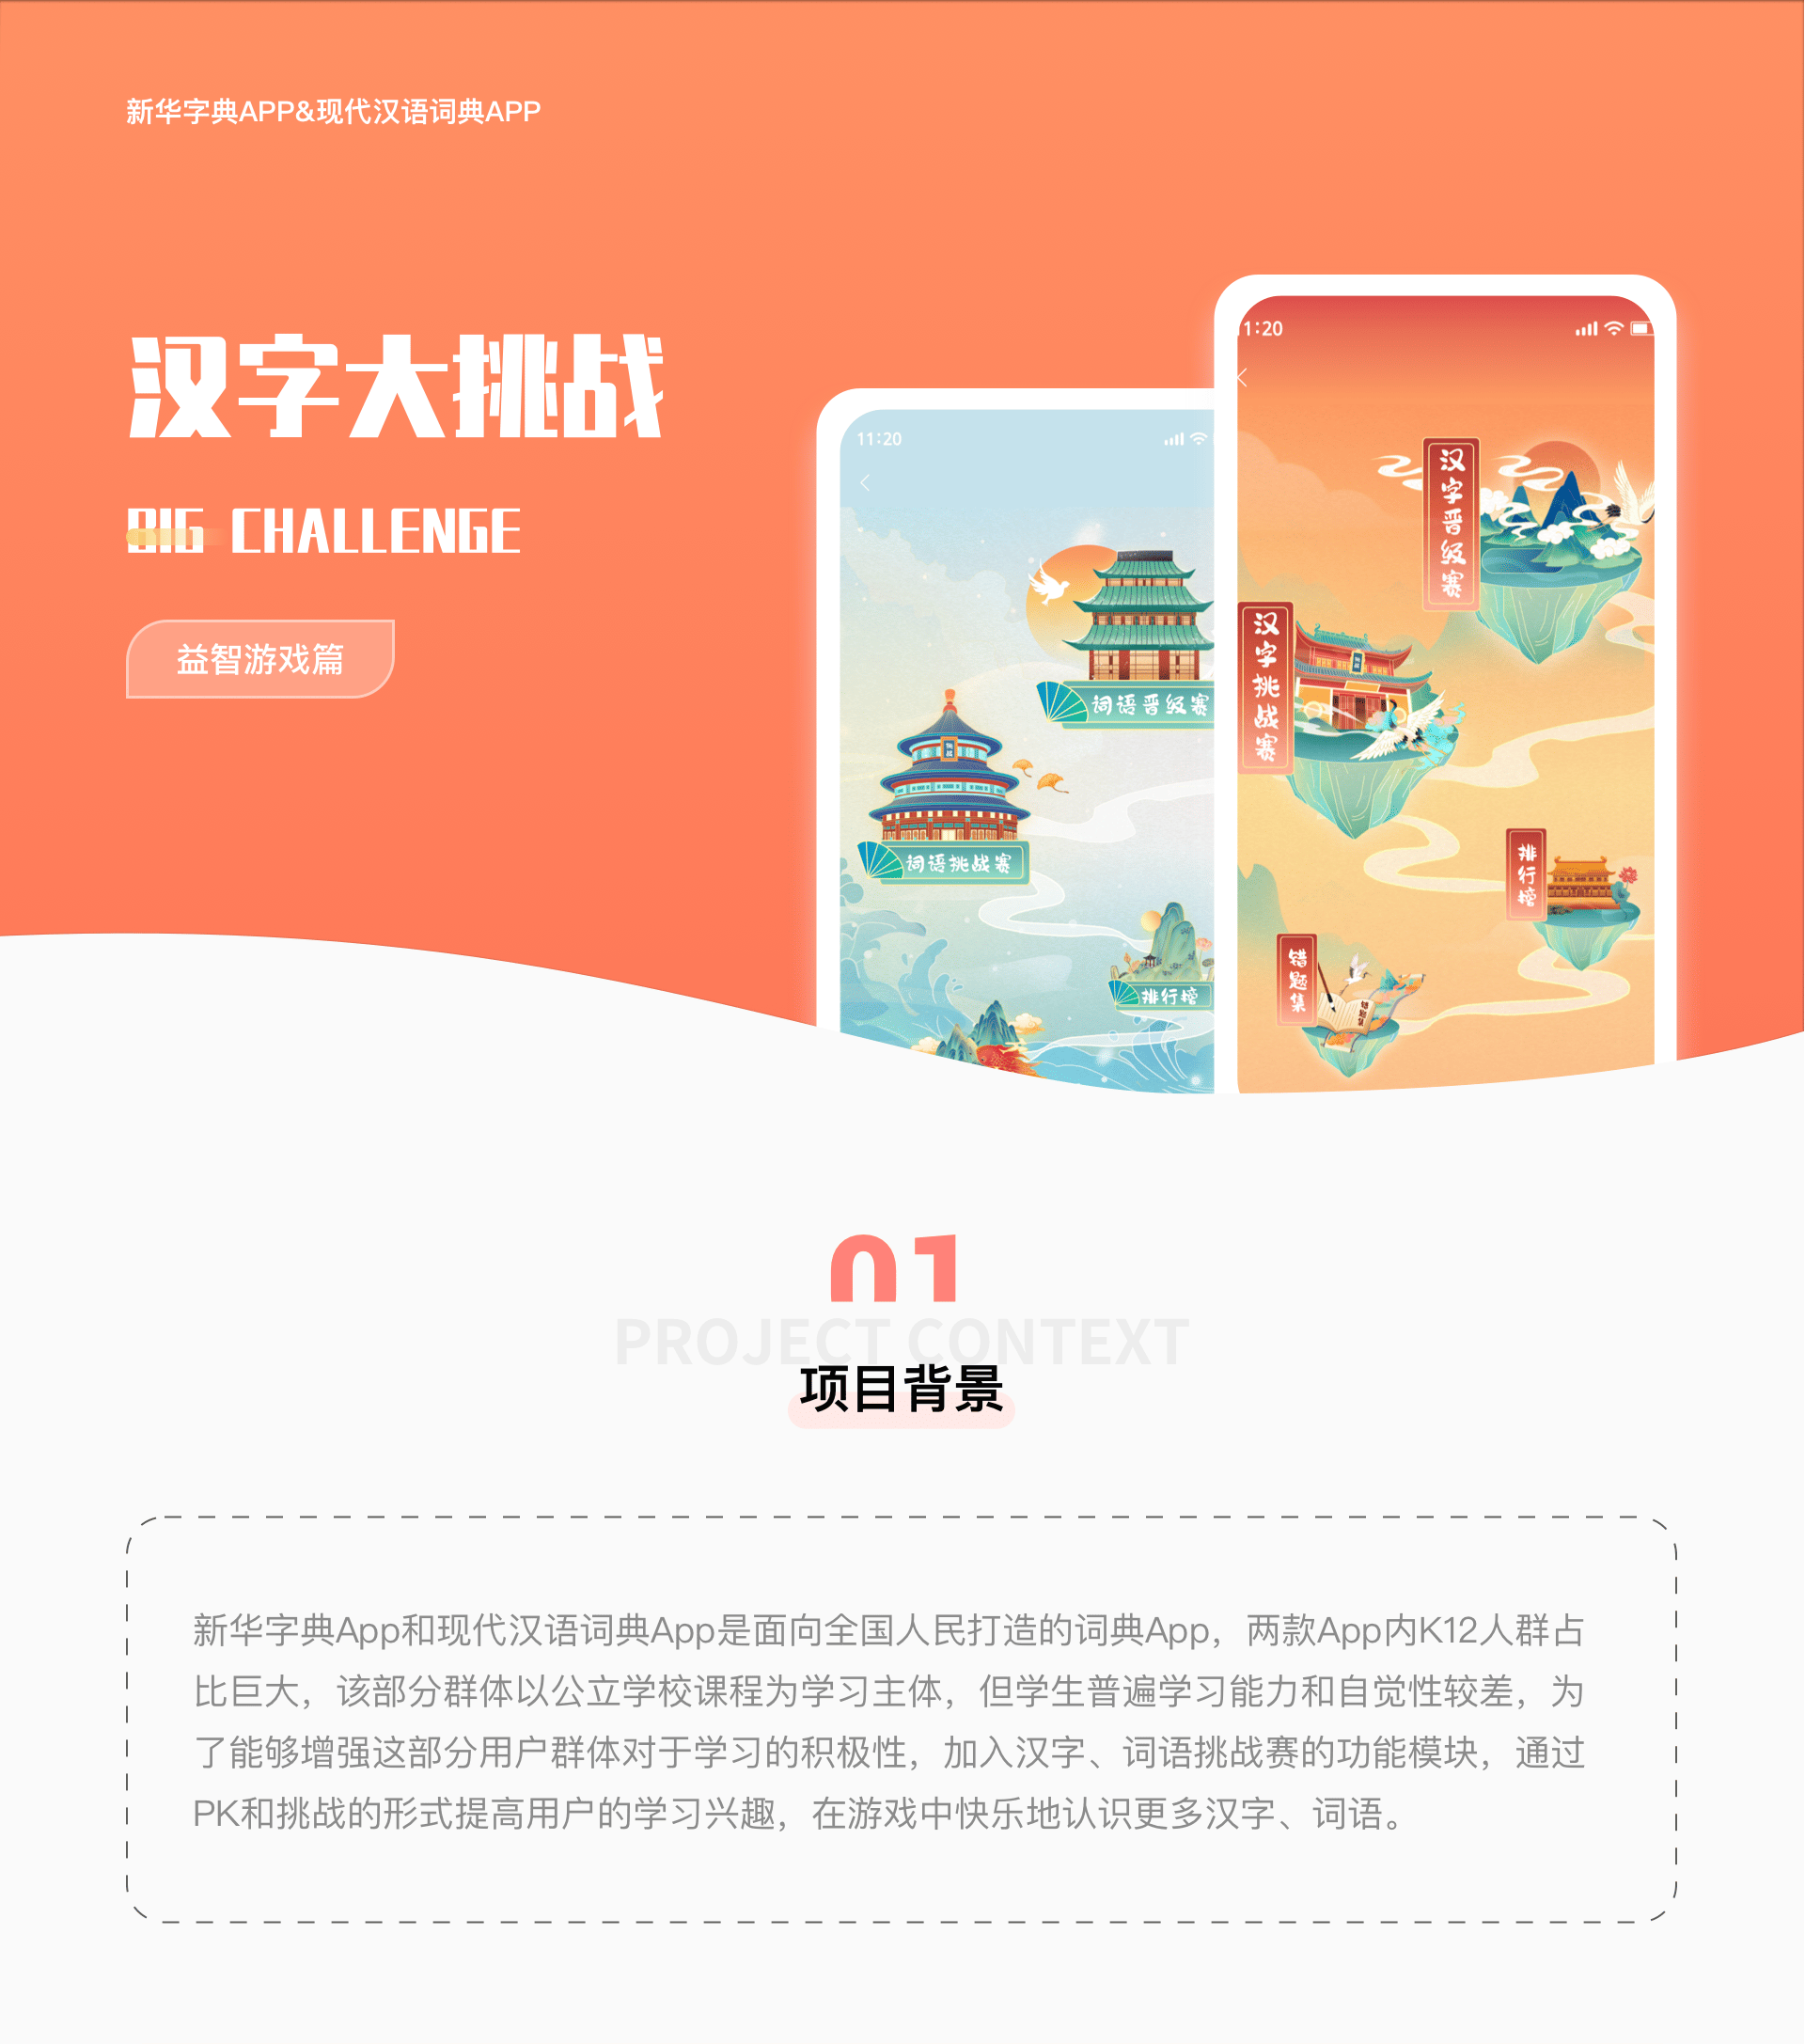 新华字典APP&现代汉语词典APP
汉字大挑战
BIG CHALLENGE
益智游戏篇
11:20
词语晋级赛
挑战
词语挑战赛
排行榜
11:20
汉字晋级赛
汉字挑战赛
排行榜
错题集
错题集
01
PROJECT CONTEXT
项目背景
新华字典App和现代汉语词典App是面向全国人民打造的词典App，两款App内K12人群占
比巨大，该部分群体以公立学校课程为学习主体，但学生普遍学习能力和自觉性较差，为
了能够增强这部分用户群体对于学习的积极性，加入汉字、词语挑战赛的功能模块，通过
PK和挑战的形式提高用户的学习兴趣，在游戏中快乐地认识更多汉字、词语。